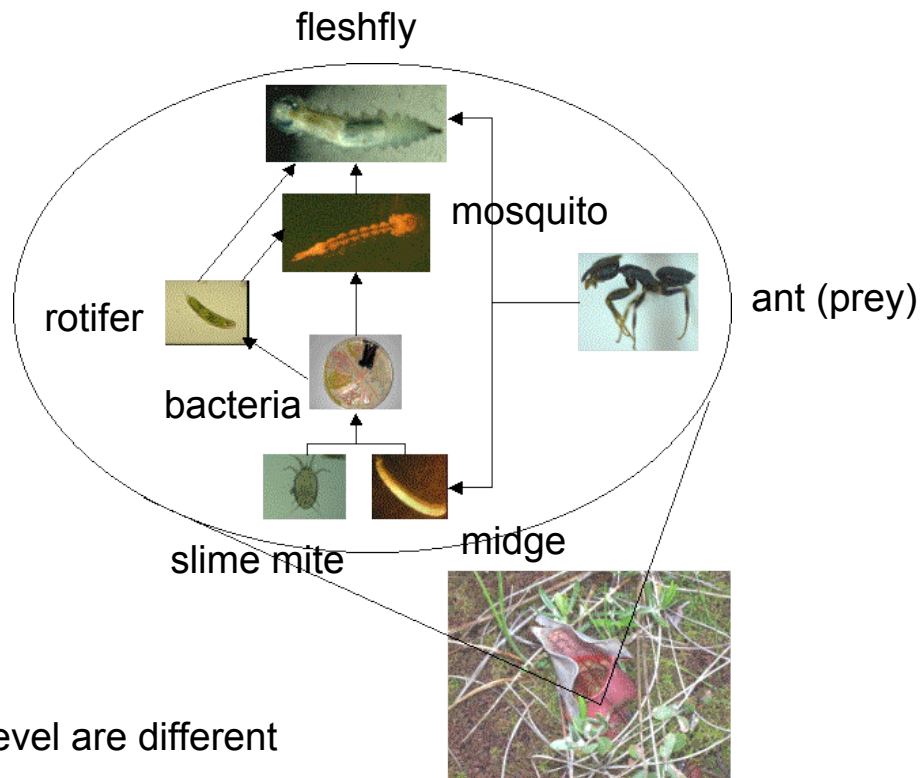 fleshfly
mosquito
ant (prey)
rotifer
bacteria
midge
slime mite
evel are different